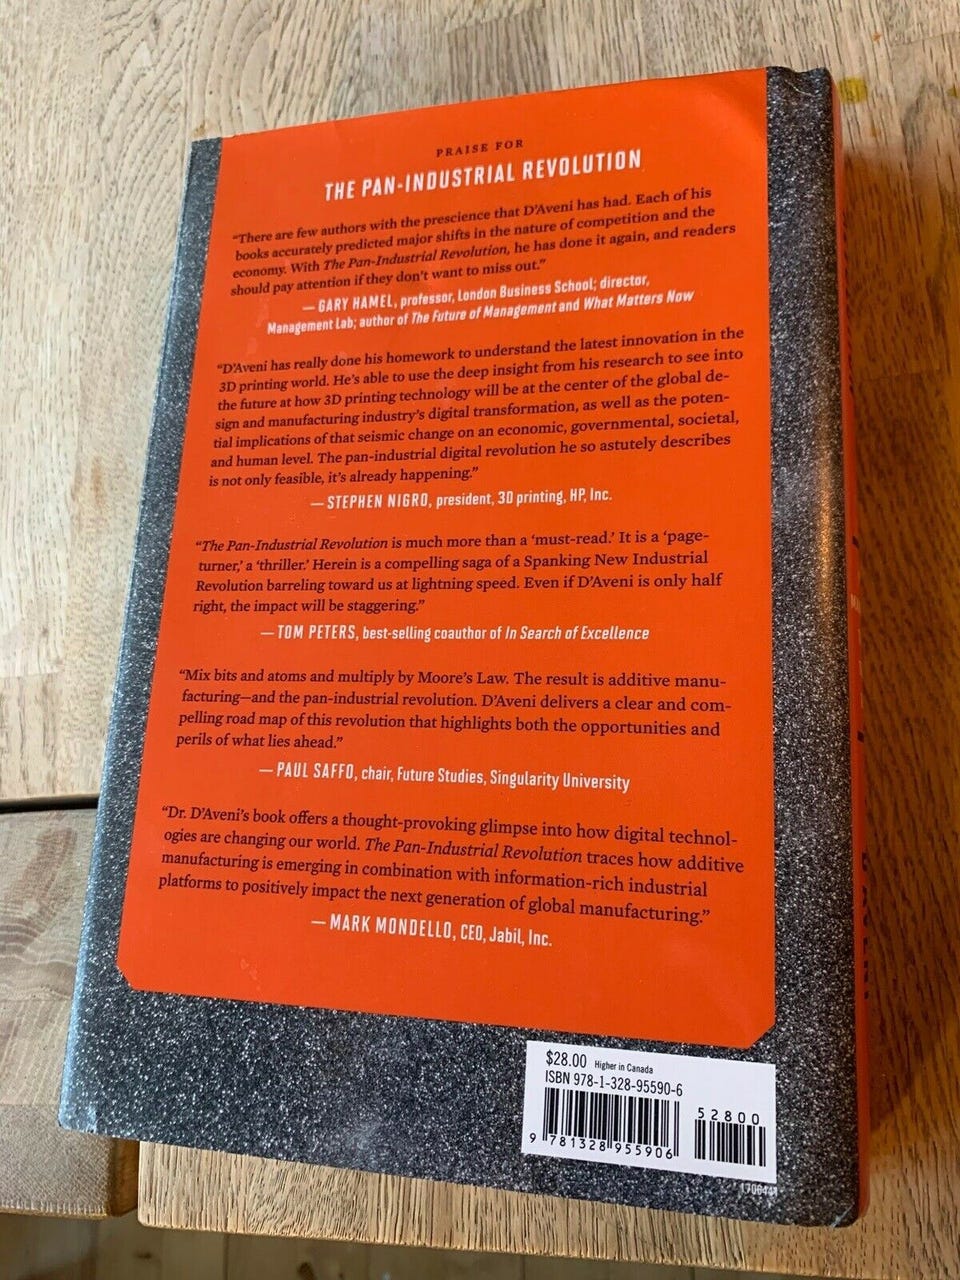 PRAISE FOR
THE PAN-INDUSTRIAL REVOLUTION
“There are few authors with the prescience that D’Aveni has had. Each of his
books accurately predicted major shifts in the nature of competition and the
economy. With The Pan-Industrial Revolution, he has done it again, and readers
should pay attention if they don’t want to miss out.”
— GARY HAMEL, professor, London Business School; director,
Management Lab; author of The Future of Management and What Matters Now
“D’Aveni has really done his homework to understand the latest innovation in the
3D printing world. He’s able to use the deep insight from his research to see into
the future at how 3D printing technology will be at the center of the global de-
sign and manufacturing industry’s digital transformation, as well as the poten-
tial implications of that seismic change on an economic, governmental, societal,
and human level. The pan-industrial digital revolution he so astutely describes
is not only feasible, it’s already happening.”
— STEPHEN NIGRO, president, 3D printing, HP, Inc.
“The Pan-Industrial Revolution is much more than a ‘must-read.’ It is a ‘page-
turner,’ a ‘thriller.’ Herein is a compelling saga of a Spanking New Industrial
Revolution barreling toward us at lightning speed. Even if D’Aveni is only half
right, the impact will be staggering.”
— TOM PETERS, best-selling coauthor of In Search of Excellence
“Mix bits and atoms and multiply by Moore’s Law. The result is additive manu-
facturing—and the pan-industrial revolution. D’Aveni delivers a clear and com-
pelling road map of this revolution that highlights both the opportunities and
perils of what lies ahead.”
— PAUL SAFFO, chair, Future Studies, Singularity University
“Dr. D’Aveni’s book offers a thought-provoking glimpse into how digital technol-
ogies are changing our world. The Pan-Industrial Revolution traces how additive
manufacturing is emerging in combination with information-rich industrial
platforms to positively impact the next generation of global manufacturing.”
— MARK MONDELLO, CEO, Jabil, Inc.
$28.00 Higher in Canada
ISBN 978-1-328-95590-6
52800
9 781328 955906